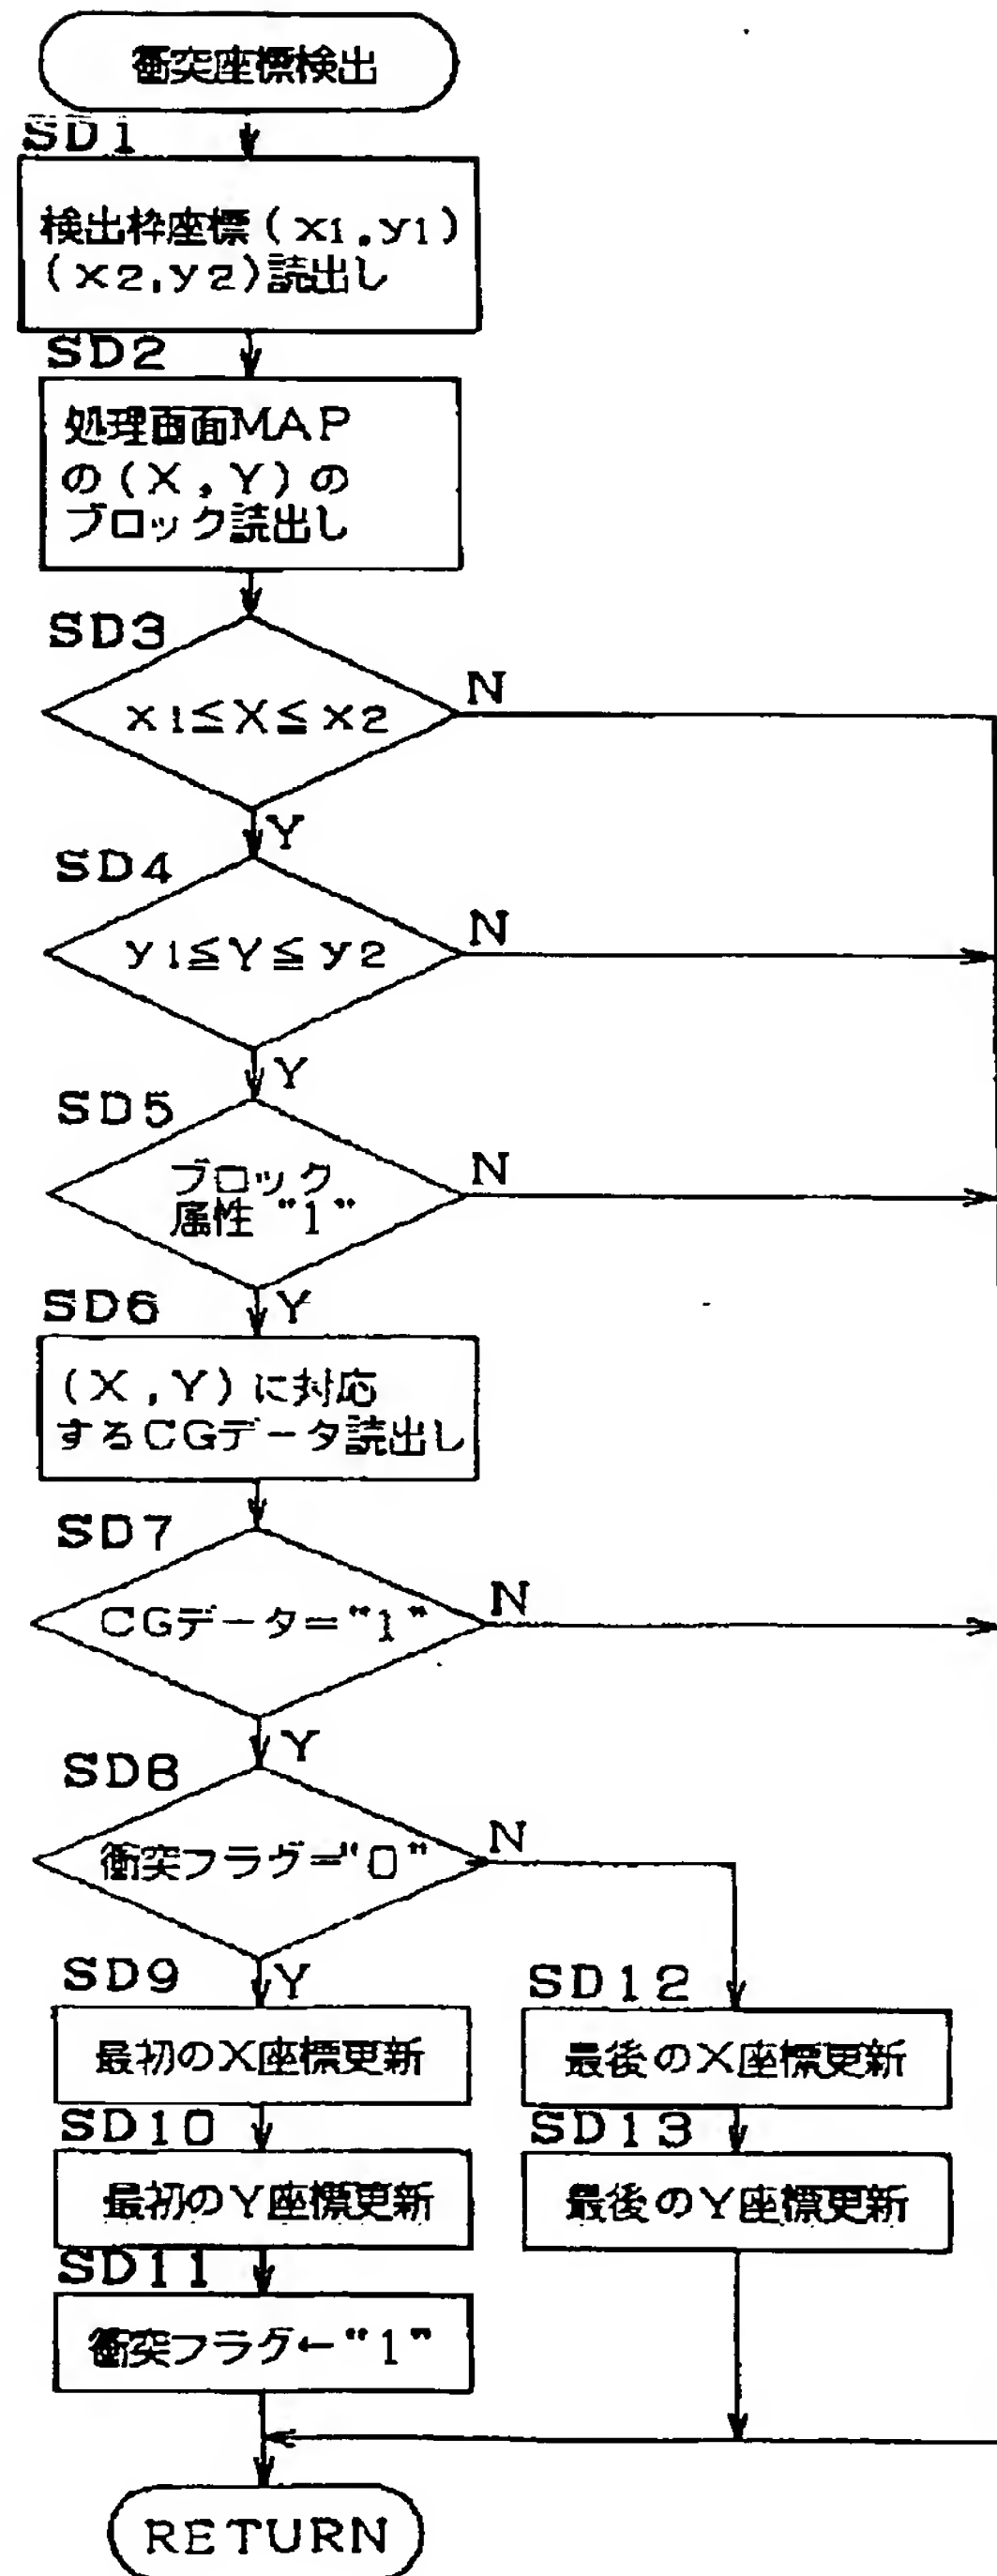 衝突座標検出
SD1
検出枠座標(x1,y1)
(x2,y2)読出し
SD2
処理画面MAP
の(X,Y)の
ブロック読出し
SD3
x1≦X≦x2
N
Y
SD4
y1≦Y≦y2
N
Y
SD5
ブロック
属性"1"
N
Y
SD6
(X,Y)に対応
するCGデータ読出し
SD7
CGデータ="1"
N
Y
SD8
衝突フラグ="0"
N
Y
SD9
最初のX座標更新
SD10
最初のY座標更新
SD11
衝突フラグ←"1"
SD12
最後のX座標更新
SD13
最後のY座標更新
RETURN